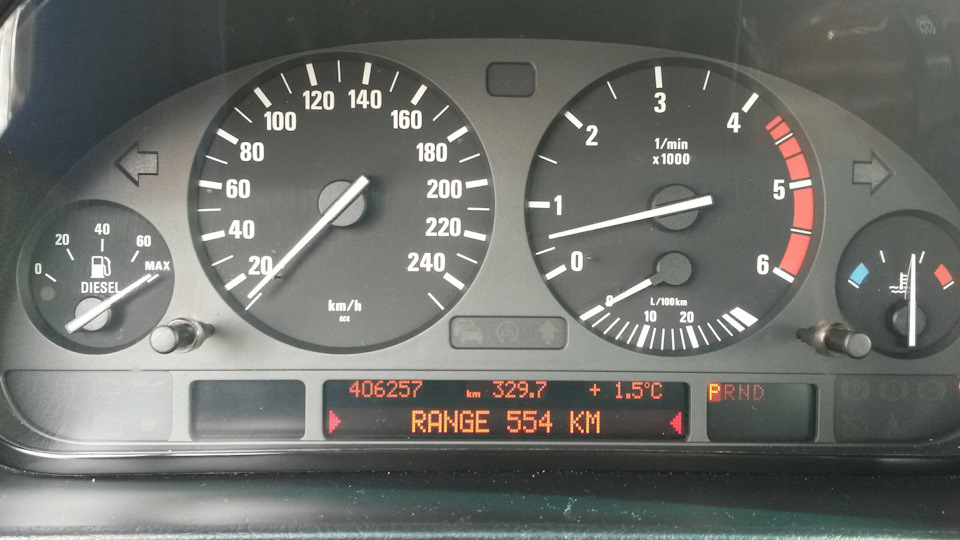 0 20 40 60 MAX
DIESEL
20 40 60 80 100 120 140 160 180 200 220 240
km/h
ECE
0 1 2 3 4 5 6
1/min
x1000
0 10 20
L/100km
406257 km 329.7 + 1.5°C
RANGE 554 KM
PRND